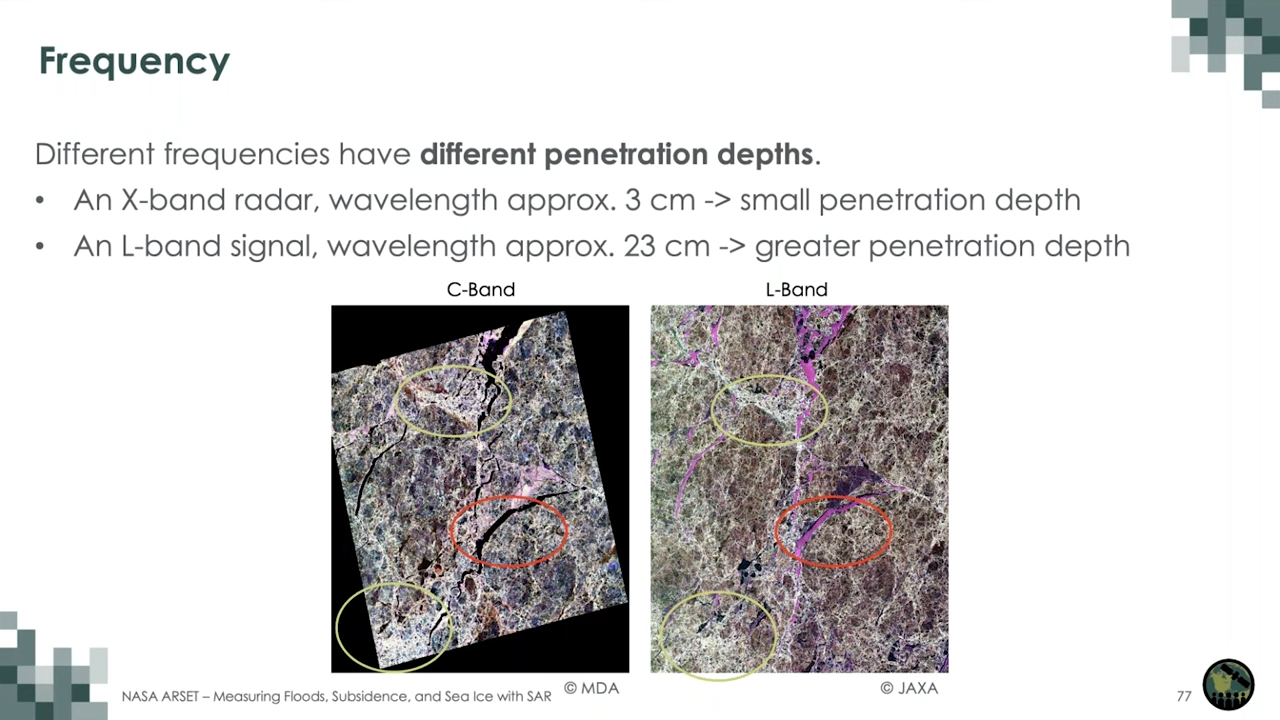 Frequency
Different frequencies have different penetration depths.
• An X-band radar, wavelength approx. 3 cm -> small penetration depth
• An L-band signal, wavelength approx. 23 cm -> greater penetration depth
C-Band
L-Band
© MDA
© JAXA
NASA ARSET – Measuring Floods, Subsidence, and Sea Ice with SAR
77